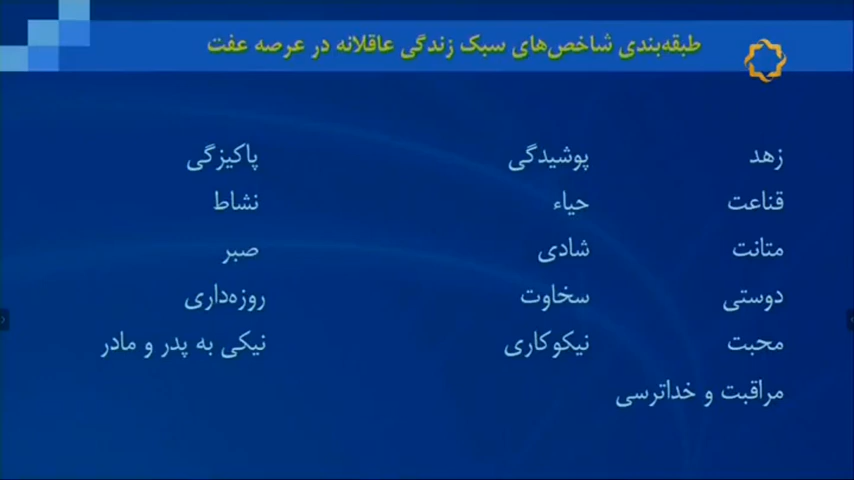 طبقه‌بندی شاخص‌های سبک زندگی عاقلانه در عرصه عفت
زهد پوشیدگی پاکیزگی
قناعت حیاء نشاط
متانت شادی صبر
دوستی سخاوت روزه‌داری
محبت نیکوکاری نیکی به پدر و مادر
مراقبت و خداترسی